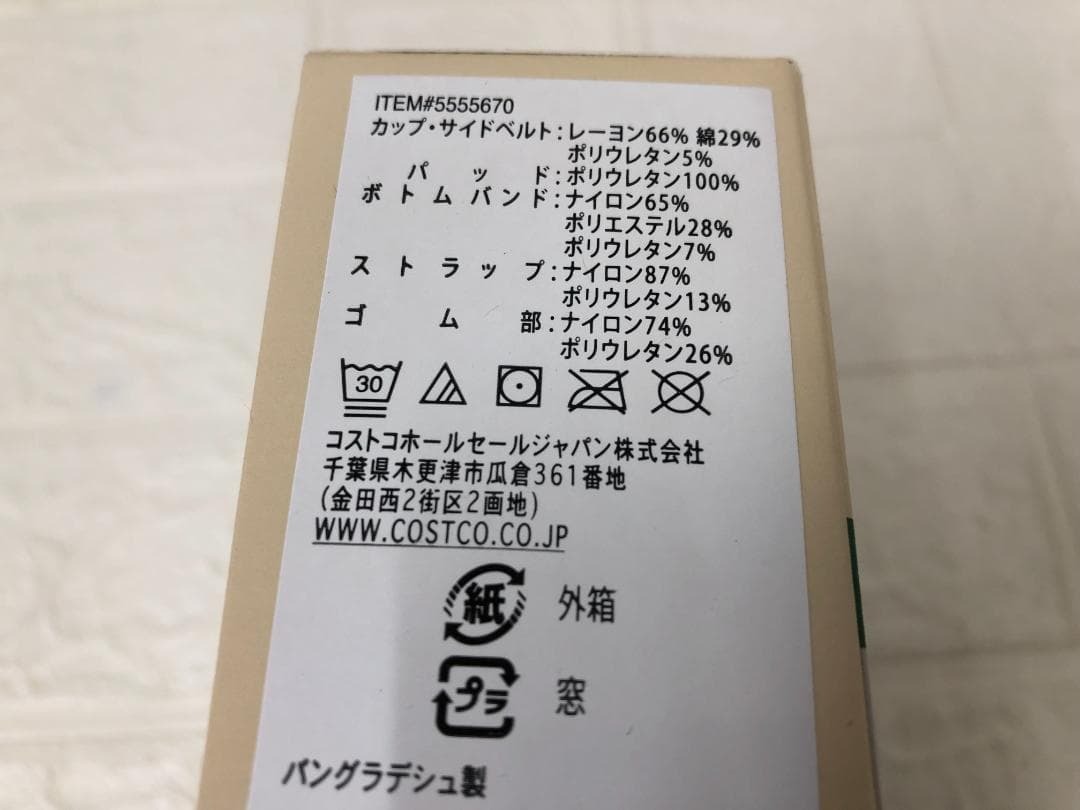 ITEM#5555670
カップ・サイドベルト:レーヨン66% 綿29%
ポリウレタン5%
パッド:ポリウレタン100%
ボトムバンド:ナイロン65%
ポリエステル28%
ポリウレタン7%
ストラップ:ナイロン87%
ポリウレタン13%
ゴム部:ナイロン74%
ポリウレタン26%
30
コストコホールセールジャパン株式会社
千葉県木更津市瓜倉361番地
(金田西2街区2画地)
WWW.COSTCO.CO.JP
紙 外箱
プラ 窓
バングラデシュ製